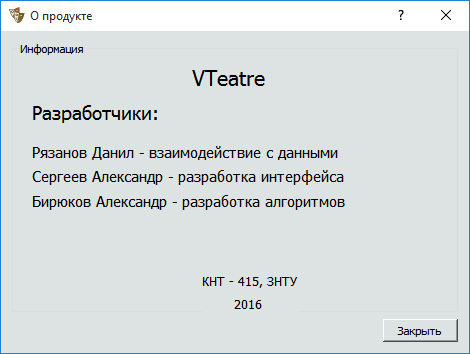 О продукте
?
Информация
VTeatre
Разработчики:
Рязанов Данил - взаимодействие с данными
Сергеев Александр - разработка интерфейса
Бирюков Александр - разработка алгоритмов
КНТ - 415, ЗНТУ
2016
Закрыть